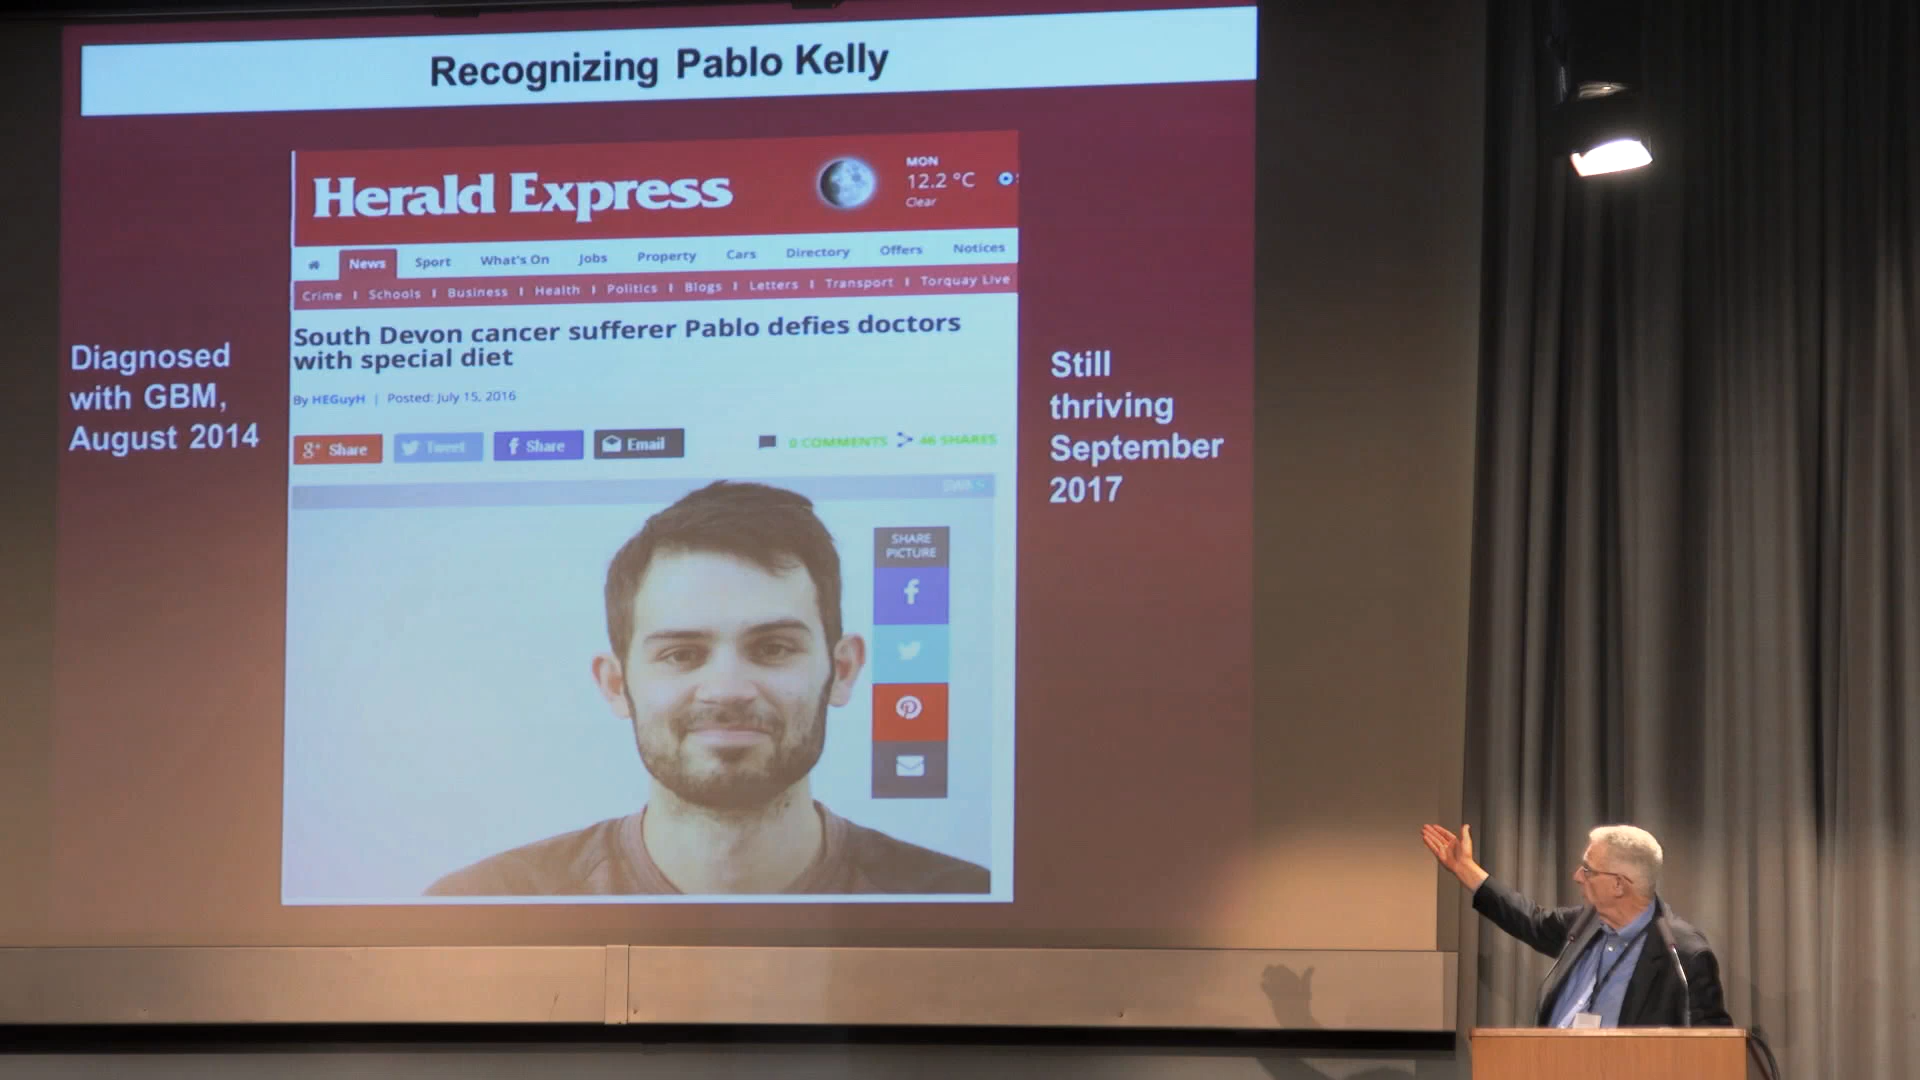 Recognizing Pablo Kelly
Herald Express
MON
12.2 °C
Clear
News Sport What's On Jobs Property Cars Directory Offers Notices
Crime | Schools | Business | Health | Politics | Blogs | Letters | Transport | Torquay Live
South Devon cancer sufferer Pablo defies doctors
with special diet
By HEGuyH | Posted: July 15, 2016
g+ Share Tweet f Share Email 0 COMMENTS 46 SHARES
Diagnosed
with GBM,
August 2014
Still
thriving
September
2017
SHARE
PICTURE